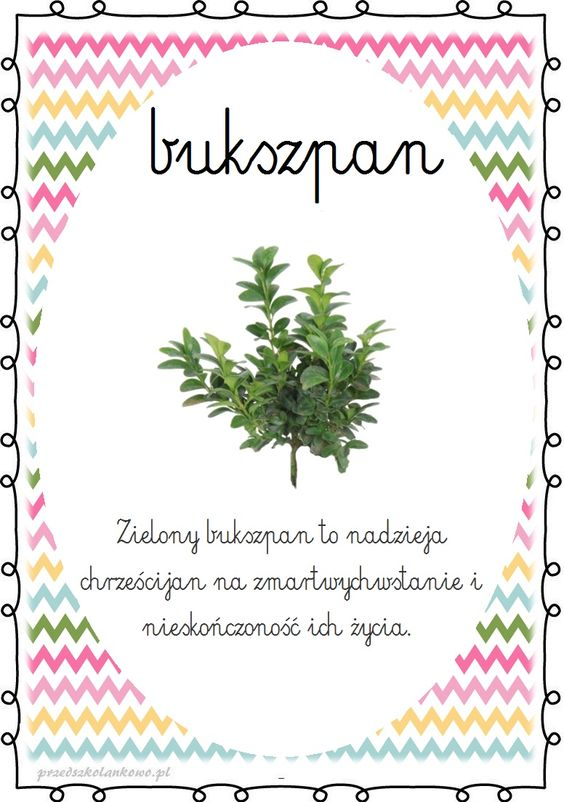 bukszpan
Zielony bukszpan to nadzieja
chrześcijan na zmartwychwstanie i
nieskończoność ich życia.
przedszkolankowo.pl